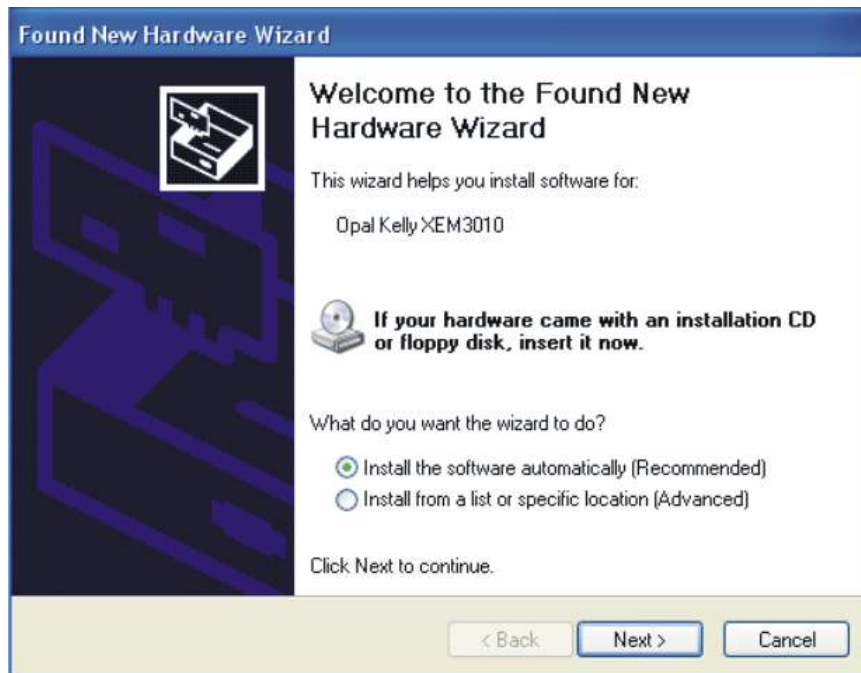 Found New Hardware Wizard
Welcome to the Found New
Hardware Wizard
This wizard helps you install software for:
Opal Kelly XEM3010
If your hardware came with an installation CD
or floppy disk, insert it now.
What do you want the wizard to do?
Install the software automatically (Recommended)
Install from a list or specific location (Advanced)
Click Next to continue.
< Back Next > Cancel